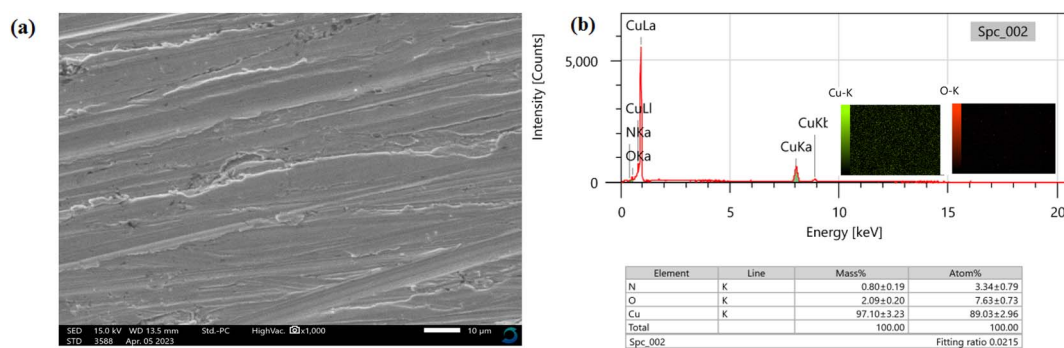 (a)
SED 15.0 kV WD 13.5 mm Std.-PC HighVac. x1,000 10 µm
STD 3588 Apr. 05 2023
(b)
Spc_002
CuLa
CuLl
NKa
OKa
CuKa
CuKb
Cu-K
O-K
Intensity [Counts]
5,000
0
0 5 10 15 20
Energy [keV]
Element Line Mass% Atom%
N K 0.80±0.19 3.34±0.79
O K 2.09±0.20 7.63±0.73
Cu K 97.10±3.23 89.03±2.96
Total 100.00 100.00
Spc_002 Fitting ratio 0.0215